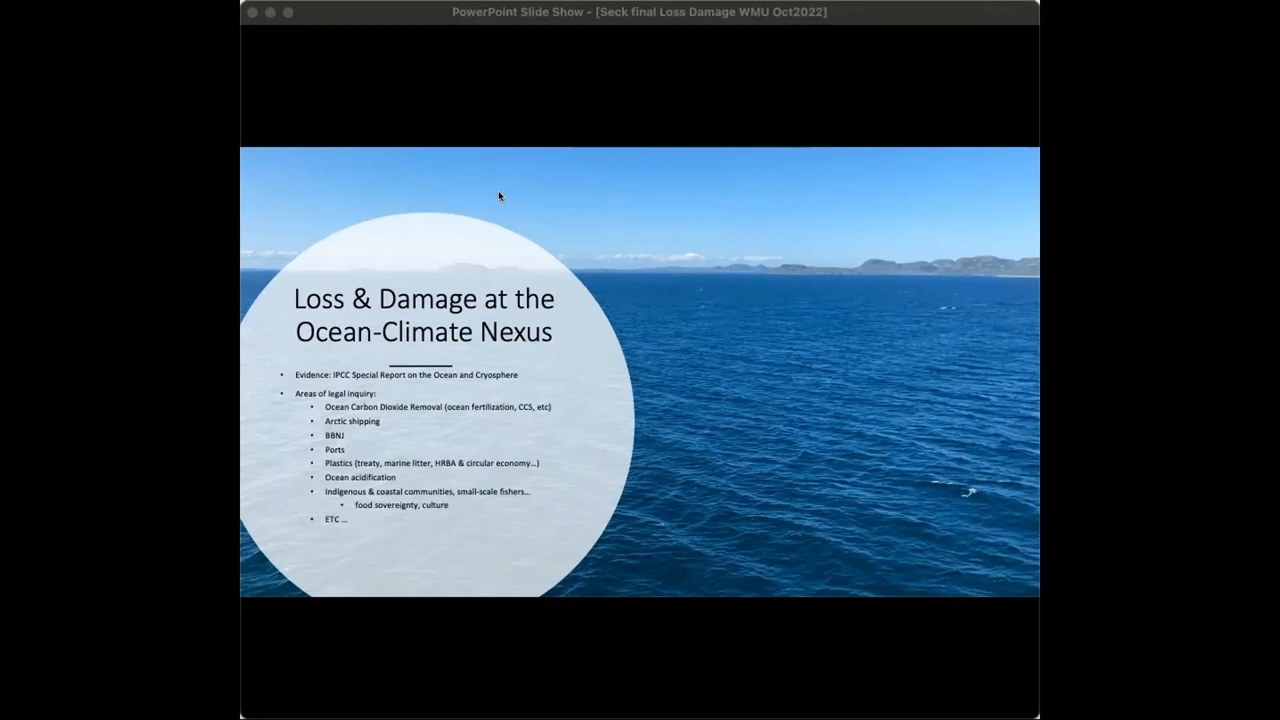 PowerPoint Slide Show - [Seck final Loss Damage WMU Oct2022]
Loss & Damage at the
Ocean-Climate Nexus
• Evidence: IPCC Special Report on the Ocean and Cryosphere
• Areas of legal inquiry:
• Ocean Carbon Dioxide Removal (ocean fertilization, CCS, etc)
• Arctic shipping
• BBNJ
• Ports
• Plastics (treaty, marine litter, HRBA & circular economy…)
• Ocean acidification
• Indigenous & coastal communities, small-scale fishers…
• food sovereignty, culture
• ETC …